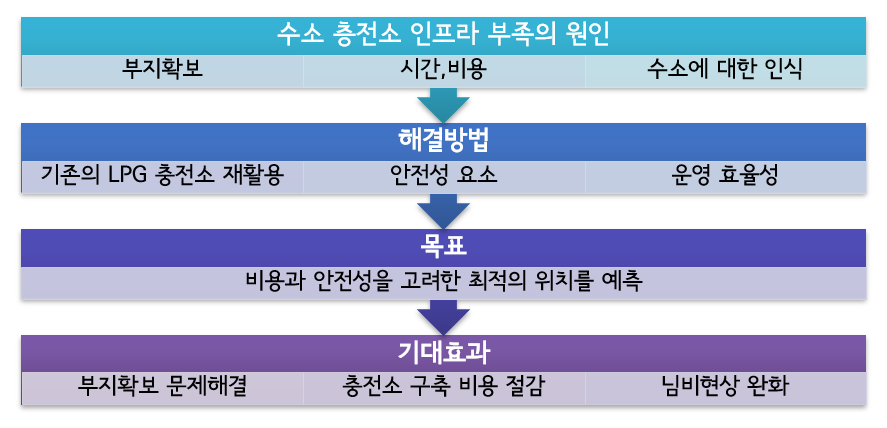 수소 충전소 인프라 부족의 원인
부지확보 시간,비용 수소에 대한 인식
해결방법
기존의 LPG 충전소 재활용 안전성 요소 운영 효율성
목표
비용과 안전성을 고려한 최적의 위치를 예측
기대효과
부지확보 문제해결 충전소 구축 비용 절감 님비현상 완화